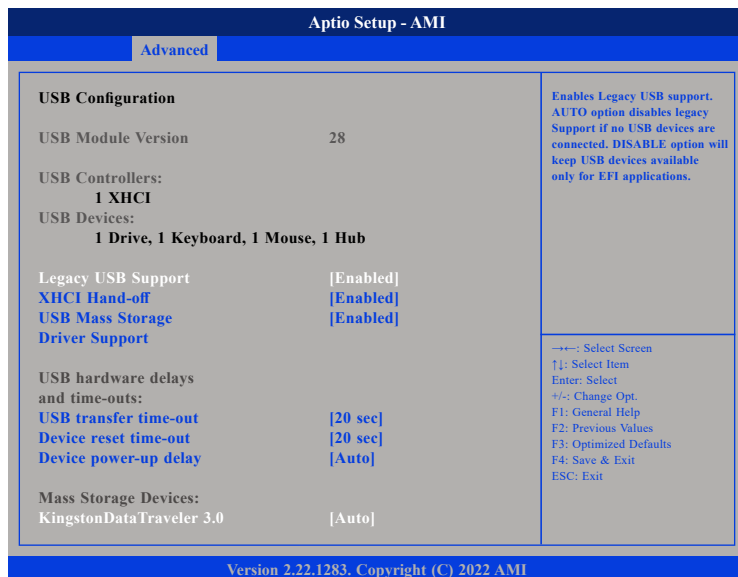 Aptio Setup - AMI
Advanced
USB Configuration
USB Module Version 28
USB Controllers:
1 XHCI
USB Devices:
1 Drive, 1 Keyboard, 1 Mouse, 1 Hub
Legacy USB Support [Enabled]
XHCI Hand-off [Enabled]
USB Mass Storage [Enabled]
Driver Support
USB hardware delays
and time-outs:
USB transfer time-out [20 sec]
Device reset time-out [20 sec]
Device power-up delay [Auto]
Mass Storage Devices:
KingstonDataTraveler 3.0 [Auto]
Enables Legacy USB support.
AUTO option disables legacy
Support if no USB devices are
connected. DISABLE option will
keep USB devices available
only for EFI applications.
→←: Select Screen
↑↓: Select Item
Enter: Select
+/-: Change Opt.
F1: General Help
F2: Previous Values
F3: Optimized Defaults
F4: Save & Exit
ESC: Exit
Version 2.22.1283. Copyright (C) 2022 AMI